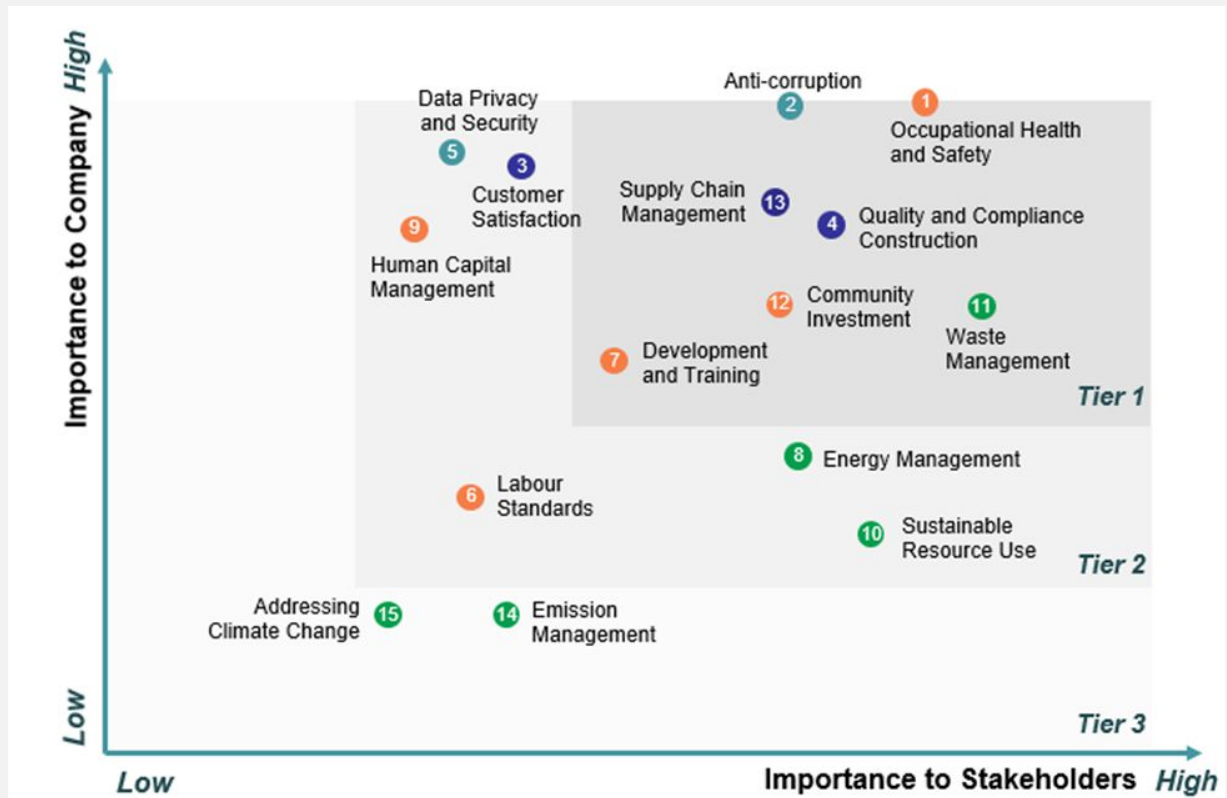 High
Importance to Company
Low
Anti-corruption
2
1
Occupational Health
and Safety
Data Privacy
and Security
5
3
Customer
Satisfaction
Supply Chain
Management
13
4
Quality and Compliance
Construction
9
Human Capital
Management
12
Community
Investment
11
Waste
Management
7
Development
and Training
Tier 1
8
Energy Management
6
Labour
Standards
10
Sustainable
Resource Use
Tier 2
Addressing
Climate Change
15
14
Emission
Management
Tier 3
Low
Importance to Stakeholders
High